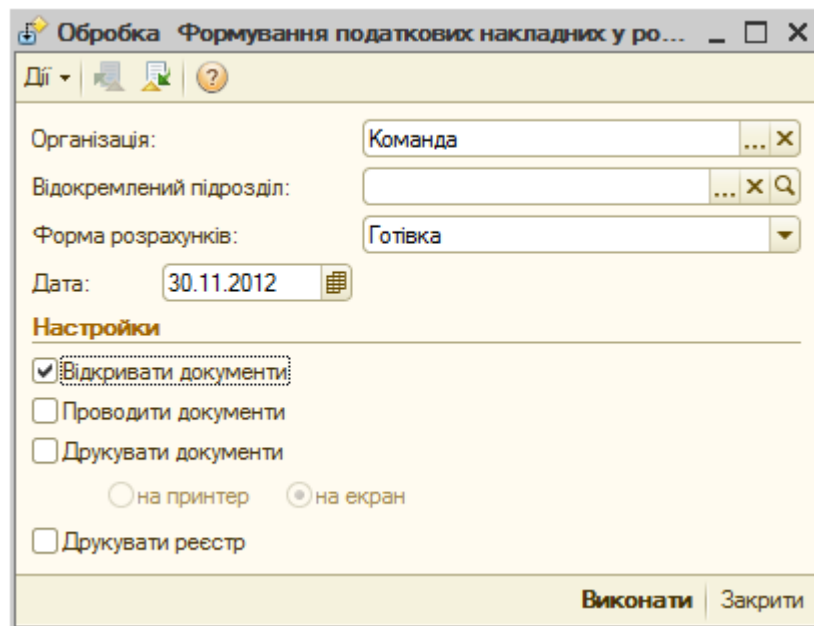 Обробка Формування податкових накладних у ро...
Дії
Організація: Команда
Відокремлений підрозділ:
Форма розрахунків: Готівка
Дата: 30.11.2012
Настройки
Відкривати документи
Проводити документи
Друкувати документи
на принтер на екран
Друкувати реєстр
Виконати Закрити